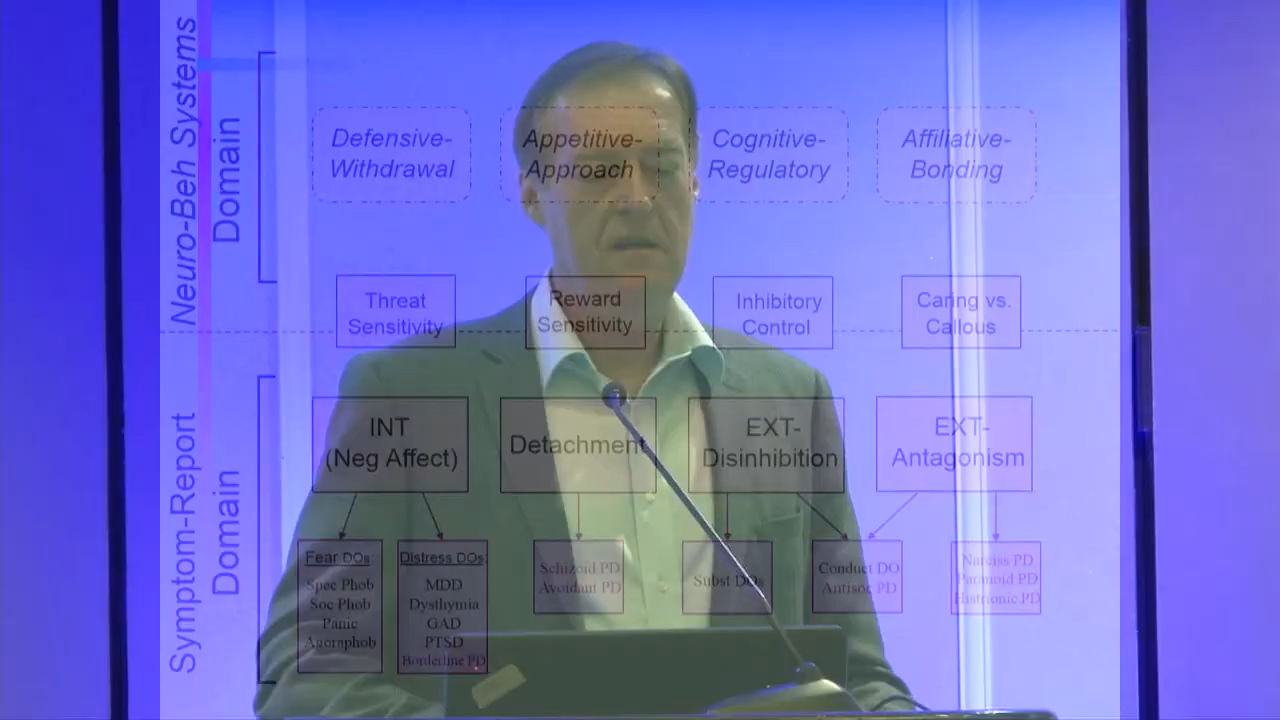 Neuro-Beh Systems
Domain
Defensive-
Withdrawal
Appetitive-
Approach
Cognitive-
Regulatory
Affiliative-
Bonding
Threat
Sensitivity
Reward
Sensitivity
Inhibitory
Control
Caring vs.
Callous
Symptom-Report
Domain
INT
(Neg Affect)
Detachment
EXT-
Disinhibition
EXT-
Antagonism
Fear DOs:
Spec Phob
Soc Phob
Panic
Agoraphob
Distress DOs:
MDD
Dysthymia
GAD
PTSD
Borderline PD
Schizoid PD
Avoidant PD
Subst DOs
Conduct DO
Antisoc PD
Narciss PD
Paranoid PD
Histrionic PD